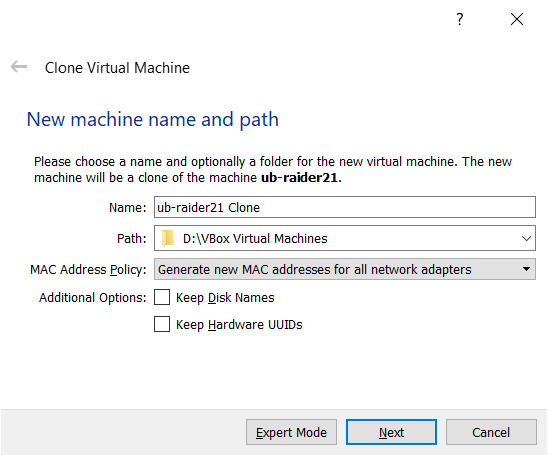 ?
Clone Virtual Machine
New machine name and path
Please choose a name and optionally a folder for the new virtual machine. The new
machine will be a clone of the machine ub-raider21.
Name: ub-raider21 Clone
Path: D:\VBox Virtual Machines
MAC Address Policy: Generate new MAC addresses for all network adapters
Additional Options: Keep Disk Names
Keep Hardware UUIDs
Expert Mode Next Cancel